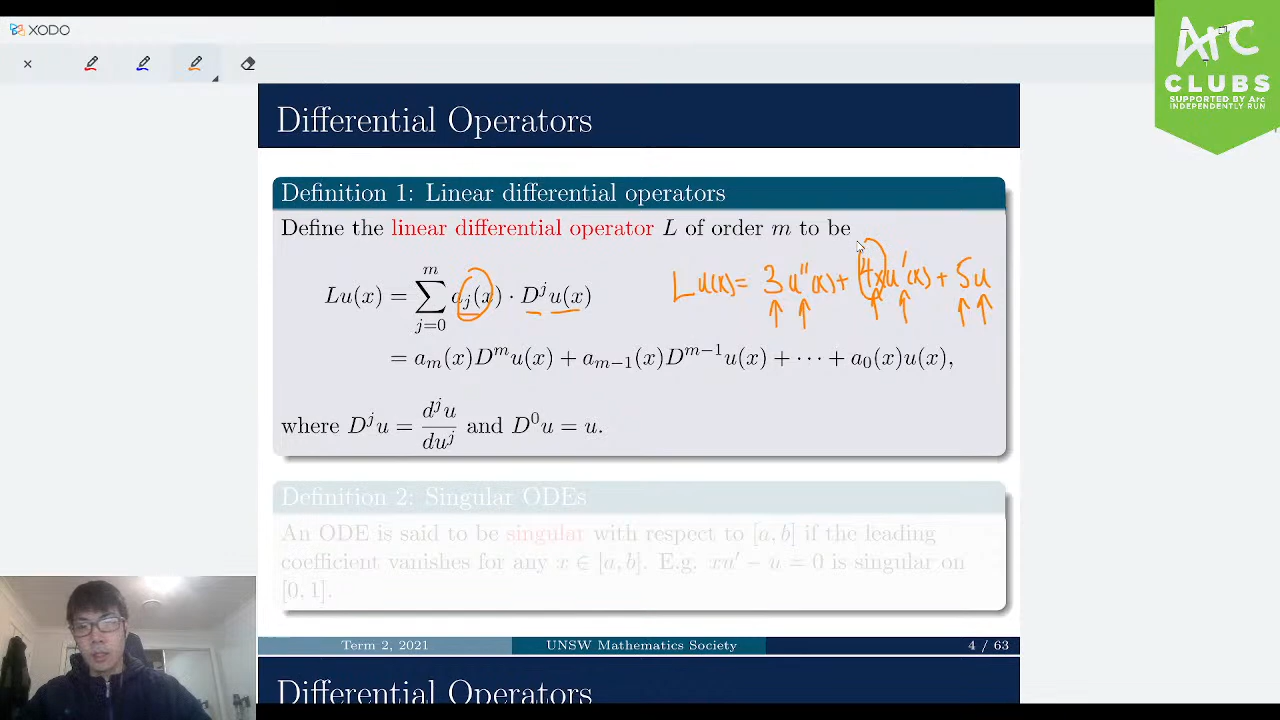 XODO
ArC
CLUBS
SUPPORTED BY Arc
INDEPENDENTLY RUN
Differential Operators
Definition 1: Linear differential operators
Define the linear differential operator L of order m to be
Lu(x) = \sum_{j=0}^{m} a_j(x) · D^j u(x)
Lu(x) = 3u''(x) + 4xu'(x) + 5u
= a_m(x)D^m u(x) + a_{m−1}(x)D^{m−1}u(x) + · · · + a_0(x)u(x),
where D^j u = \frac{d^j u}{du^j} and D^0 u = u.
Definition 2: Singular ODEs
An ODE is said to be singular with respect to [a, b] if the leading
coefficient vanishes for any x ∈ [a, b]. E.g. xu′ − u = 0 is singular on
[0, 1].
Term 2, 2021 UNSW Mathematics Society 4 / 63
Differential Operators